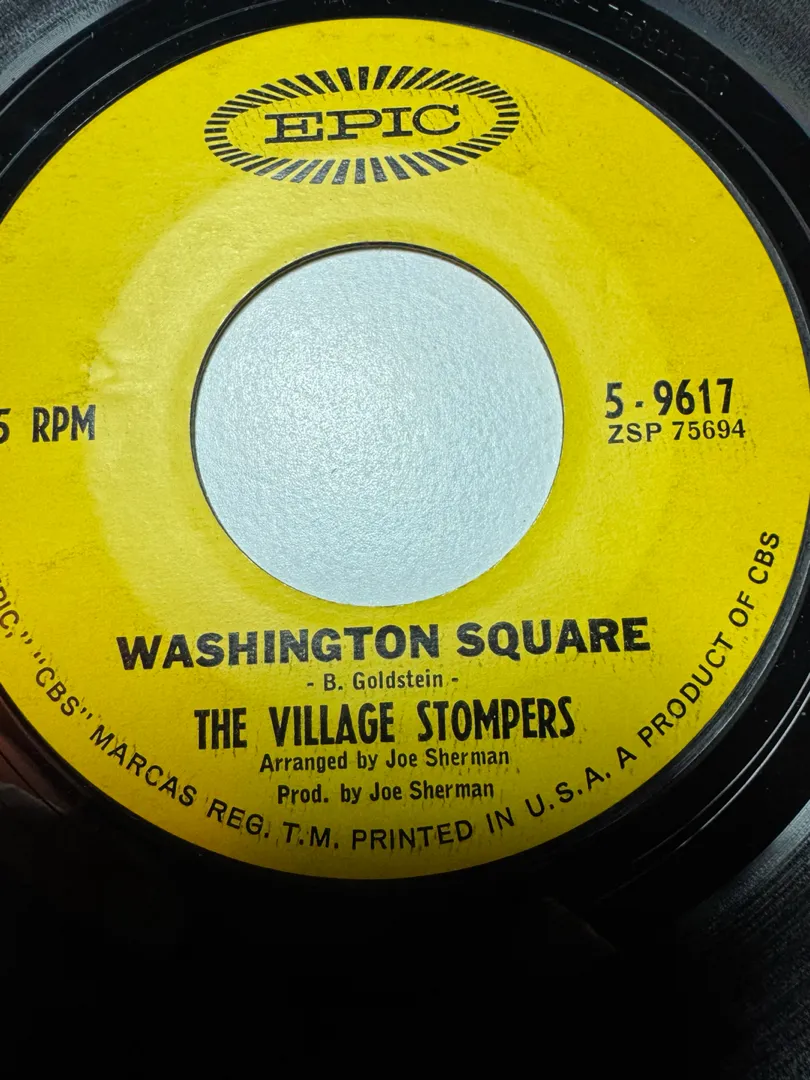 EPIC
5 RPM
5-9617
ZSP 75694
WASHINGTON SQUARE
- B. Goldstein -
THE VILLAGE STOMPERS
Arranged by Joe Sherman
Prod. by Joe Sherman
PIC," "CBS" MARCAS REG. T.M. PRINTED IN U.S.A. A PRODUCT OF CBS